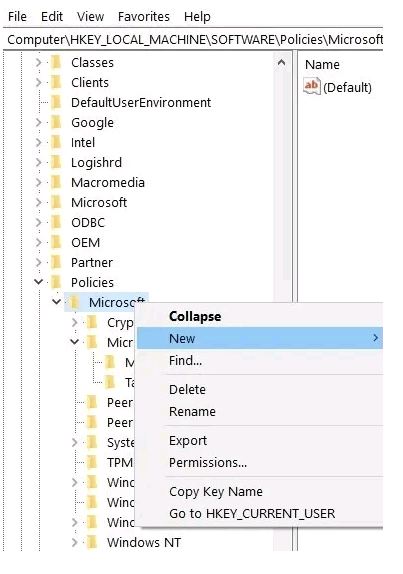 File Edit View Favorites Help
Computer\HKEY_LOCAL_MACHINE\SOFTWARE\Policies\Microsoft
Classes
Clients
DefaultUserEnvironment
Google
Intel
Logishrd
Macromedia
Microsoft
ODBC
OEM
Partner
Policies
Microsoft
Cryp
Micr
M
Ta
Peer
Peer
Syste
TPM
Wind
Wind
Wind
Windows NT
Name
ab (Default)
Collapse
New
Find...
Delete
Rename
Export
Permissions...
Copy Key Name
Go to HKEY_CURRENT_USER